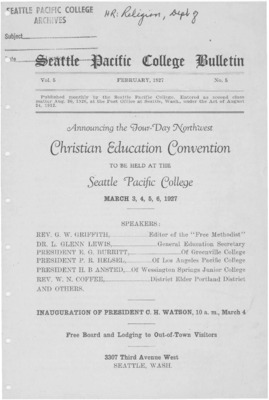 SEATTLE PACIFIC COLLEGE
ARCHIVES
HR: Religion, Dept of
Subject
the
Seattle Pacific College Bulletin
Vol. 5 FEBRUARY, 1927 No. 8
Published monthly by the Seattle Pacific College. Entered as second class
matter Aug. 1918, at the Post Office at Seattle, Wash., under the Act of August
24, 1912.
Announcing the Four-Day Northwest
Christian Education Convention
TO BE HELD AT THE
Seattle Pacific College
MARCH 3, 4, 5, 6, 1927
SPEAKERS:
REV. G. W. GRIFFITH, Editor of the "Free Methodist"
DR. L. GLENN LEWIS, General Education Secretary
PRESIDENT E. G. BURRITT, Of Greenville College
PRESIDENT P. R. HELSEL, Of Los Angeles Pacific College
PRESIDENT H. B ANSTED, Of Wessington Springs Junior College
REV. W. N. COFFEE, District Elder Portland District
AND OTHERS.
INAUGURATION OF PRESIDENT C. H. WATSON, 10 a. m., March 4
Free Board and Lodging to Out-of-Town Visitors
3307 Third Avenue West
SEATTLE, WASH.